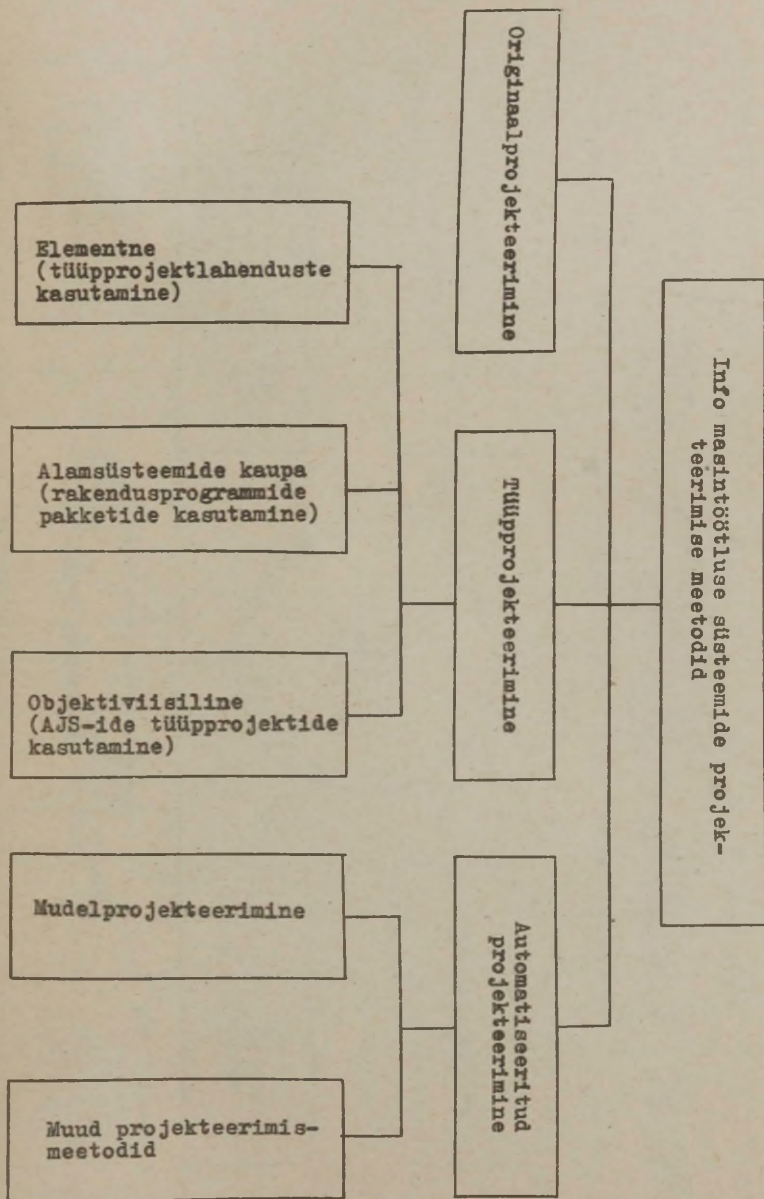 Info masintöötluse süsteemide projek-
teerimise meetodid
Originaalprojekteerimine
Tüüpprojekteerimine
Automatiseeritud
projekteerimine
Elementne
(tüüpprojektlahenduste
kasutamine)
Alamsüsteemide kaupa
(rakendusprogrammide
pakketide kasutamine)
Objektiviisiline
(AJS-ide tüüpprojektide
kasutamine)
Mudelprojekteerimine
Muud projekteerimis-
meetodid